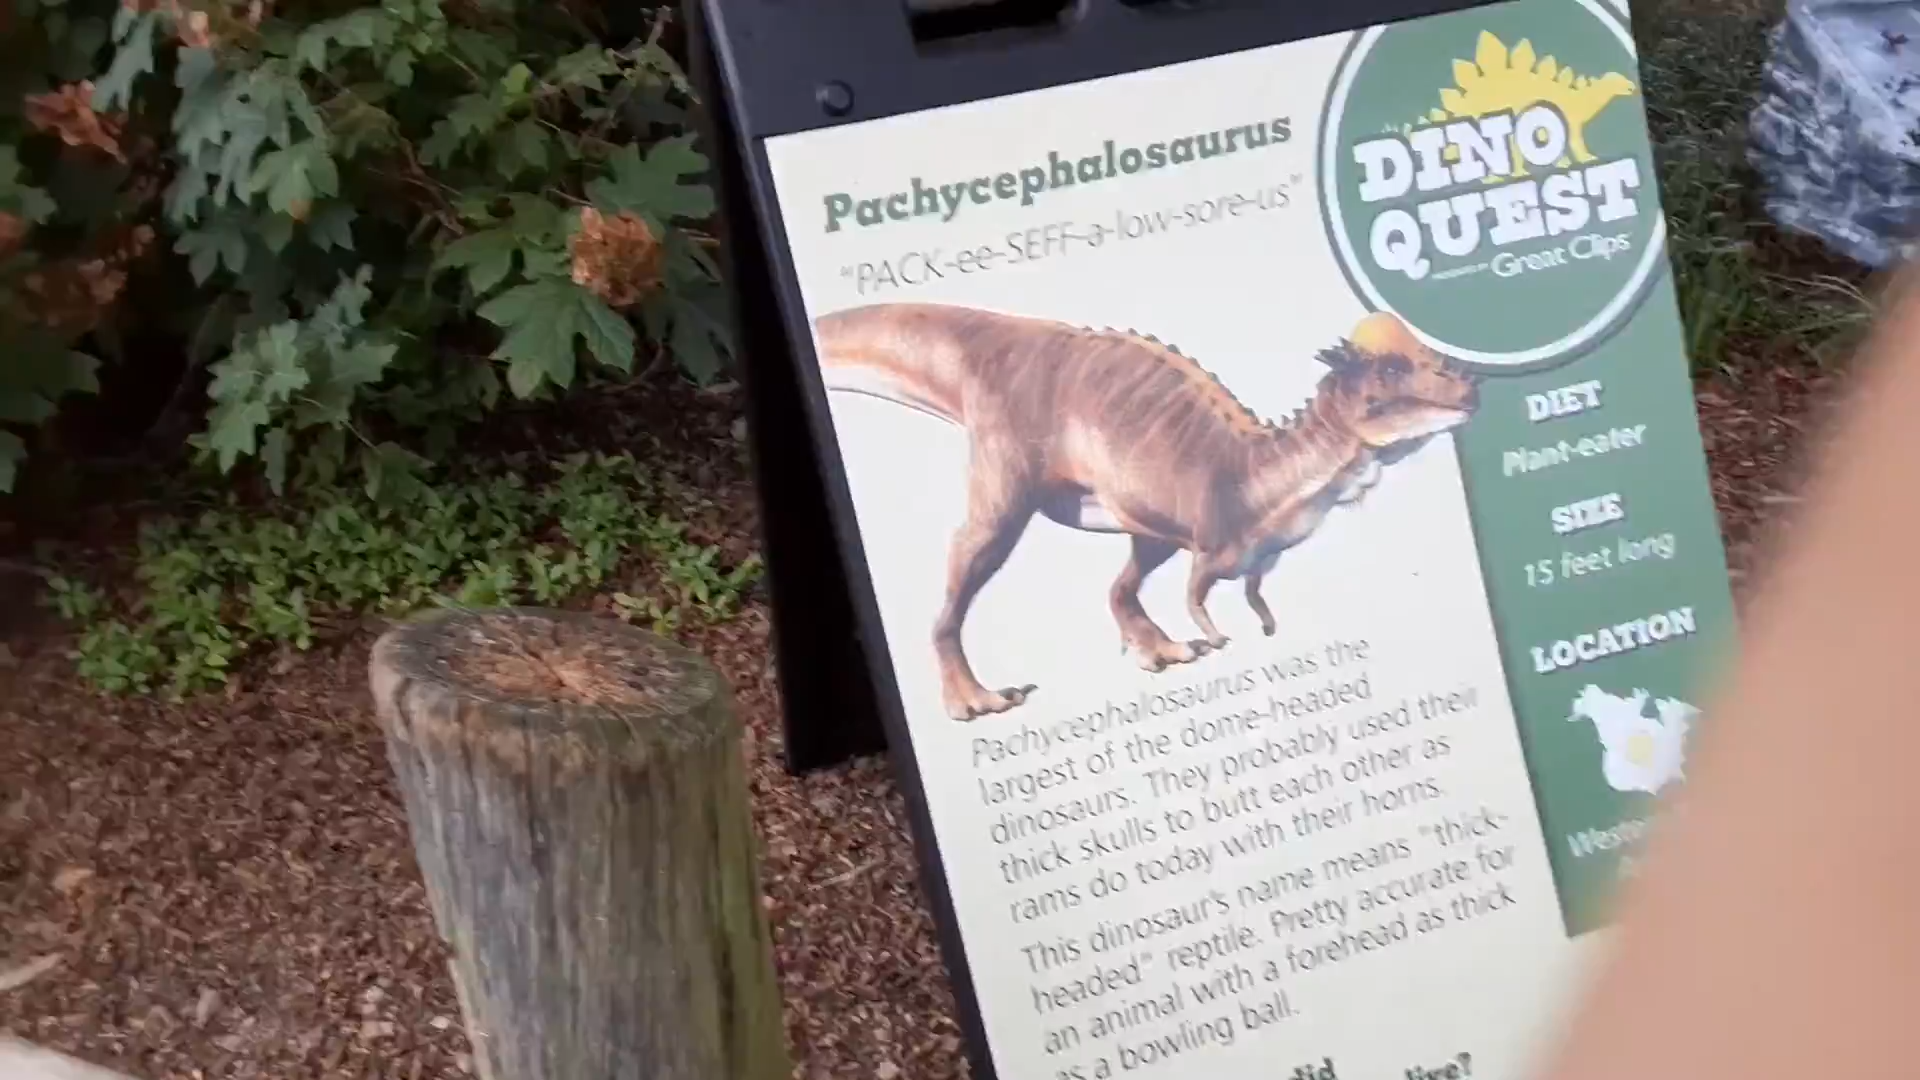 Pachycephalosaurus
"PACK-ee-SEFF-a-low-sore-us"
DINO
QUEST
Great Clips
DIET
Plant-eater
SIZE
15 feet long
LOCATION
Pachycephalosaurus was the
largest of the dome-headed
dinosaurs. They probably used their
thick skulls to butt each other as
rams do today with their horns.
This dinosaur's name means "thick-
headed" reptile. Pretty accurate for
an animal with a forehead as thick
as a bowling ball.
did live?